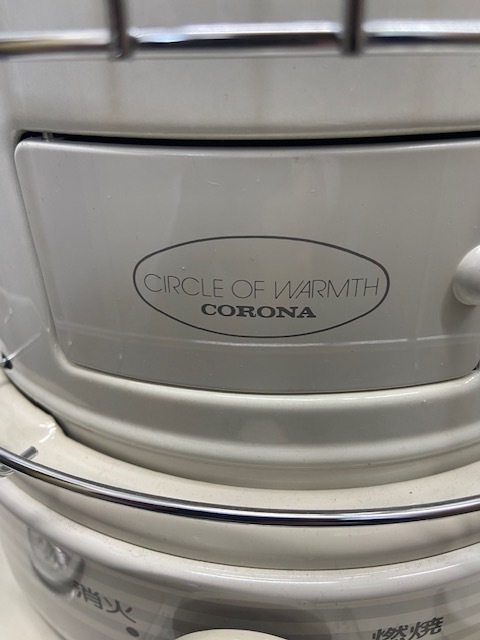 CIRCLE OF WARMTH
CORONA
消火
燃焼